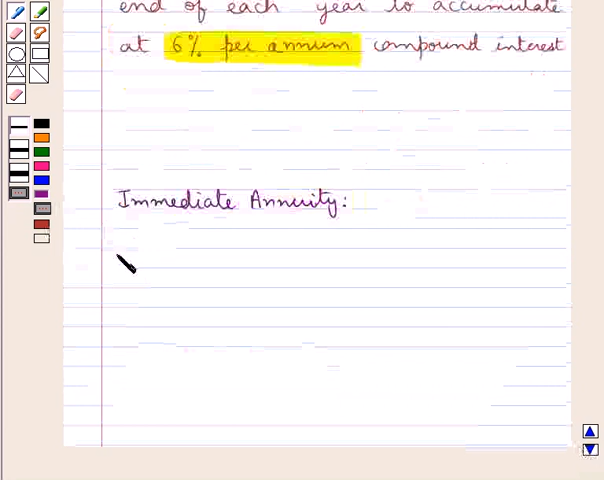 end of each year to accumulate
at 6% per annum compound interest
Immediate Annuity: